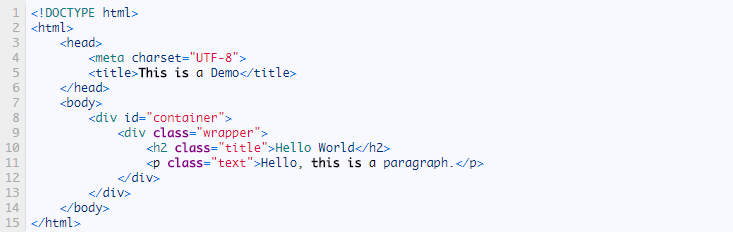 1 <!DOCTYPE html>
2 <html>
3     <head>
4         <meta charset="UTF-8">
5         <title>This is a Demo</title>
6     </head>
7     <body>
8         <div id="container">
9             <div class="wrapper">
10                 <h2 class="title">Hello World</h2>
11                 <p class="text">Hello, this is a paragraph.</p>
12             </div>
13         </div>
14     </body>
15 </html>